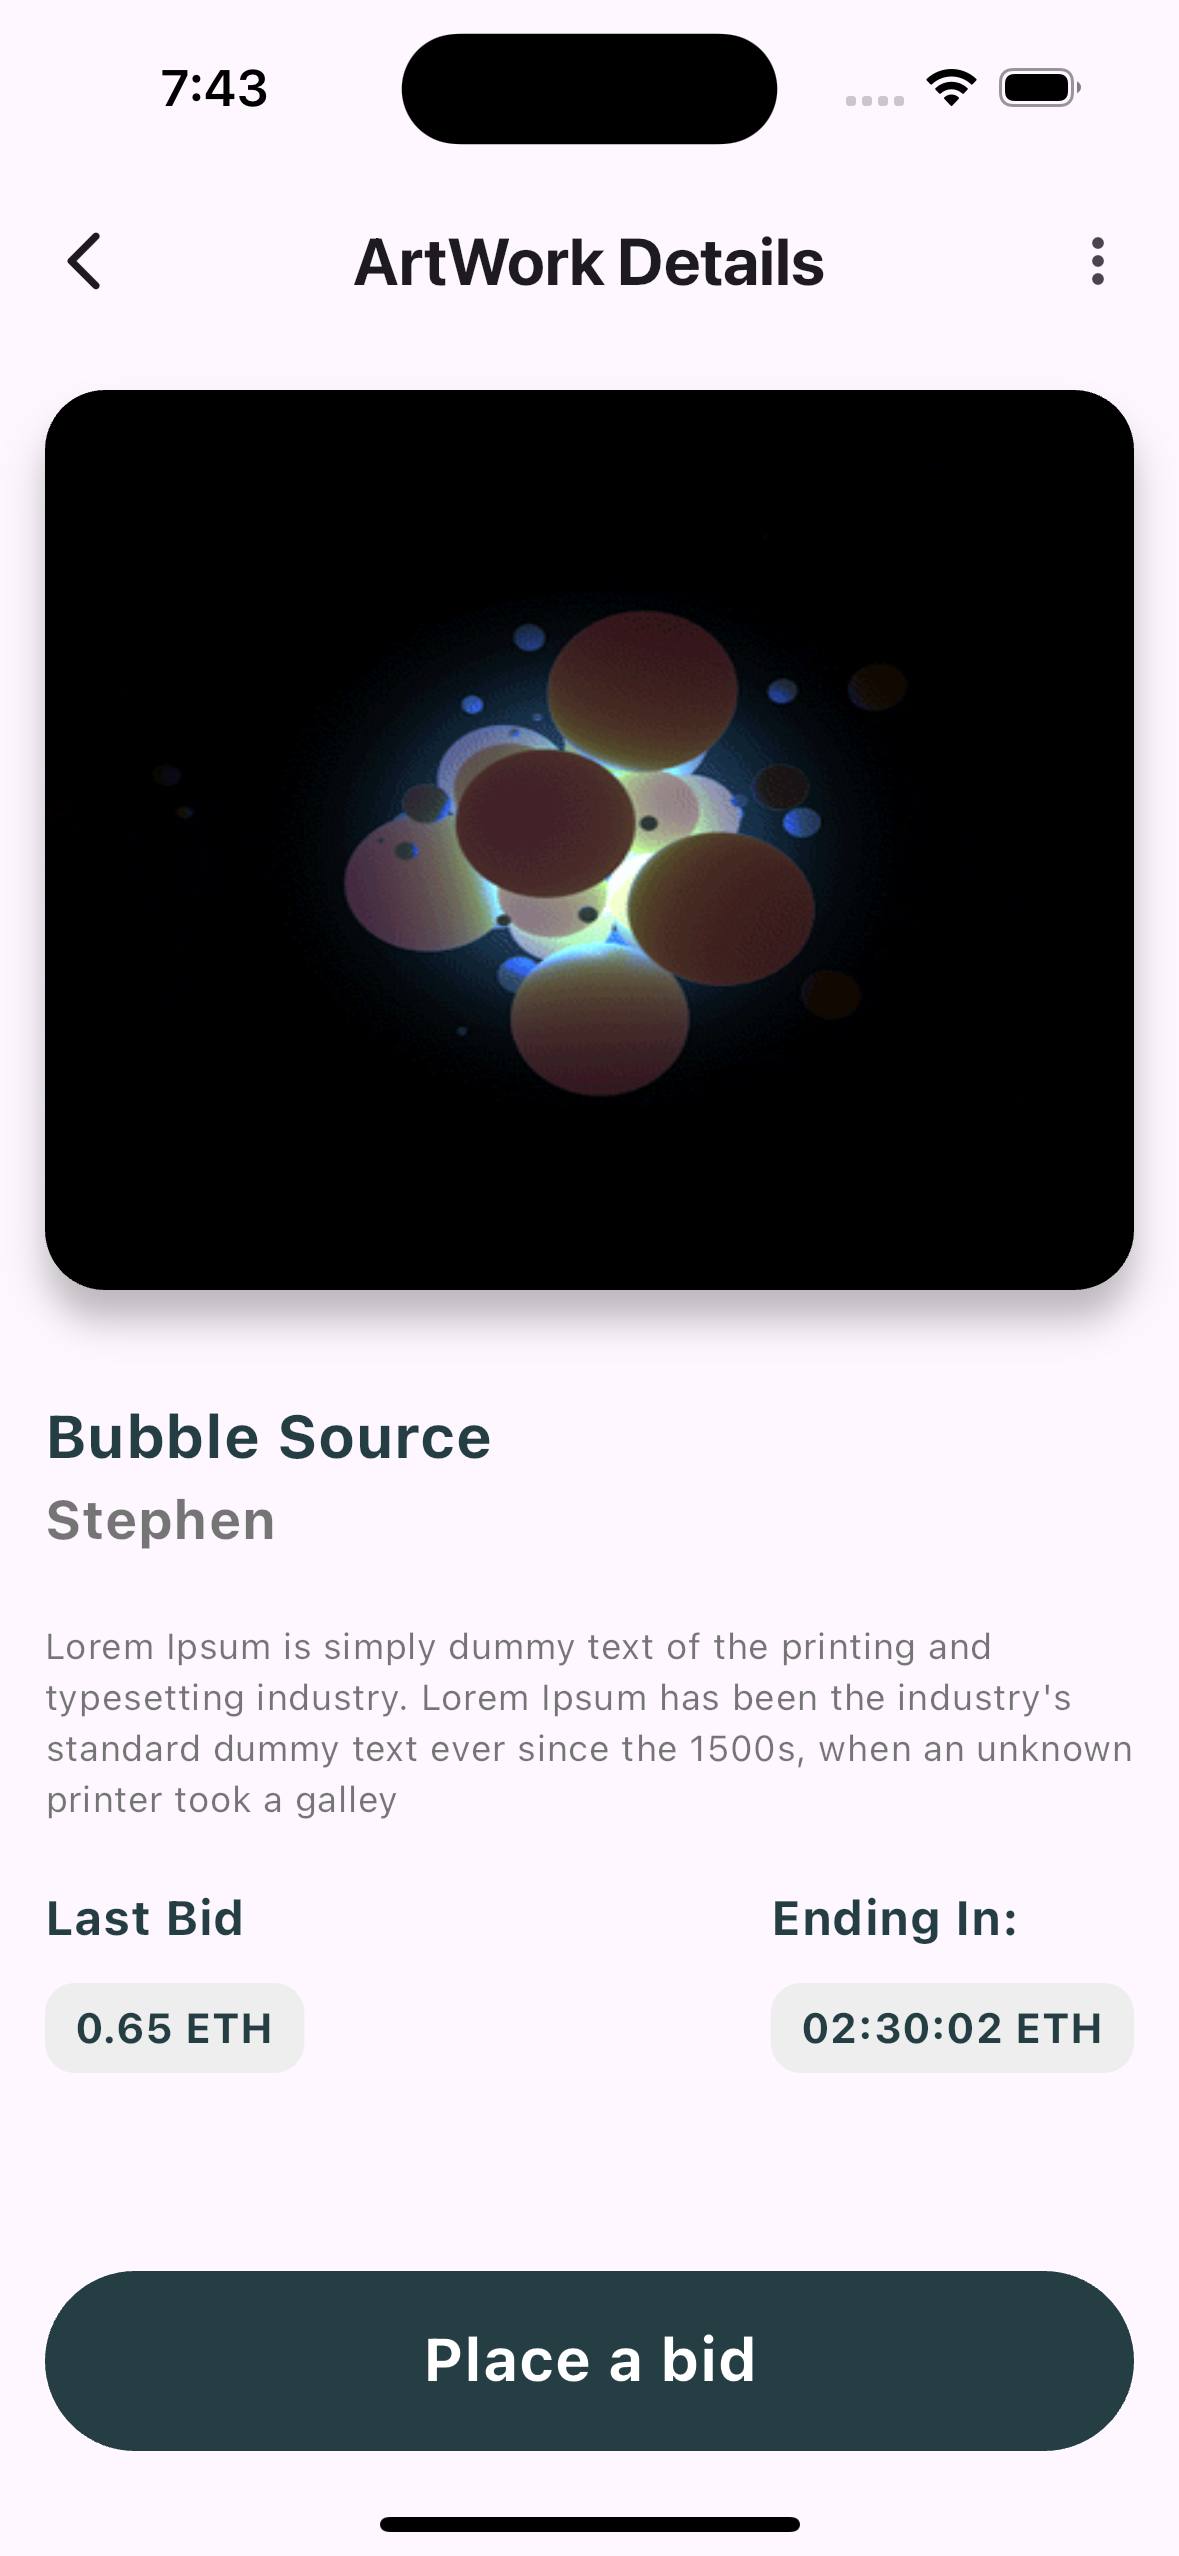 7:43
ArtWork Details
Bubble Source
Stephen
Lorem Ipsum is simply dummy text of the printing and
typesetting industry. Lorem Ipsum has been the industry's
standard dummy text ever since the 1500s, when an unknown
printer took a galley
Last Bid
Ending In:
0.65 ETH
02:30:02 ETH
Place a bid